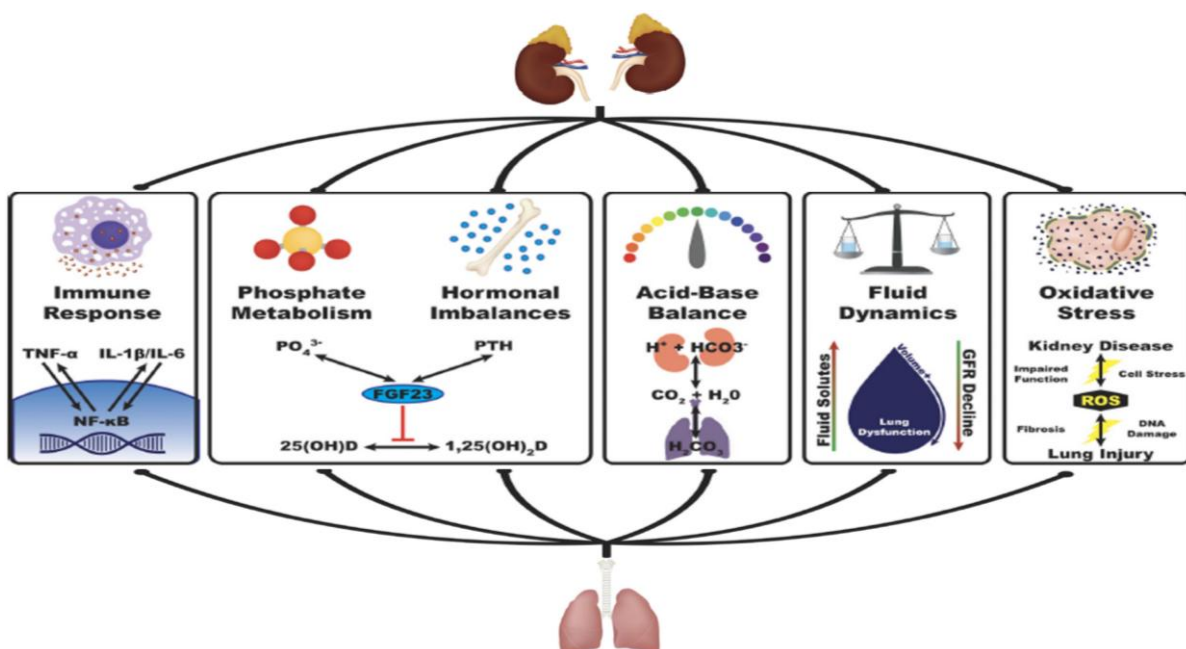 Immune
Response
TNF-α IL-1β/IL-6
NF-κB
Phosphate
Metabolism
Hormonal
Imbalances
PO₄³⁻ PTH
FGF23
25(OH)D 1,25(OH)₂D
Acid-Base
Balance
H⁺ + HCO3⁻
CO₂ + H₂0
H₂CO₃
Fluid
Dynamics
Fluid Solutes
Volume+
Lung
Dysfunction
GFR Decline
Oxidative
Stress
Kidney Disease
Impaired
Function
Cell Stress
ROS
Fibrosis
DNA
Damage
Lung Injury